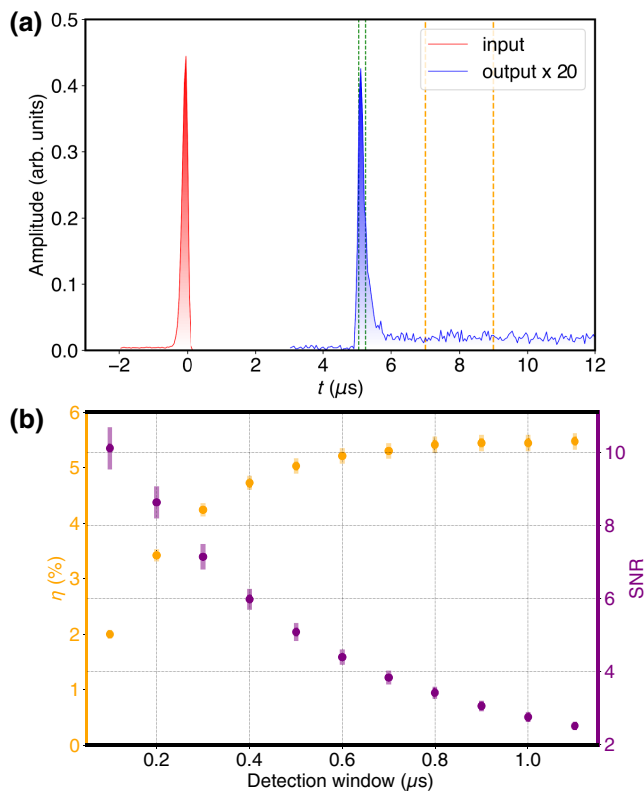 (a)
0.5
0.4
0.3
0.2
0.1
0.0
Amplitude (arb. units)
input
output x 20
−2 0 2 4 6 8 10 12
t (μs)
(b)
6
5
4
3
2
1
0
η (%)
10
8
6
4
2
SNR
0.2 0.4 0.6 0.8 1.0
Detection window (μs)